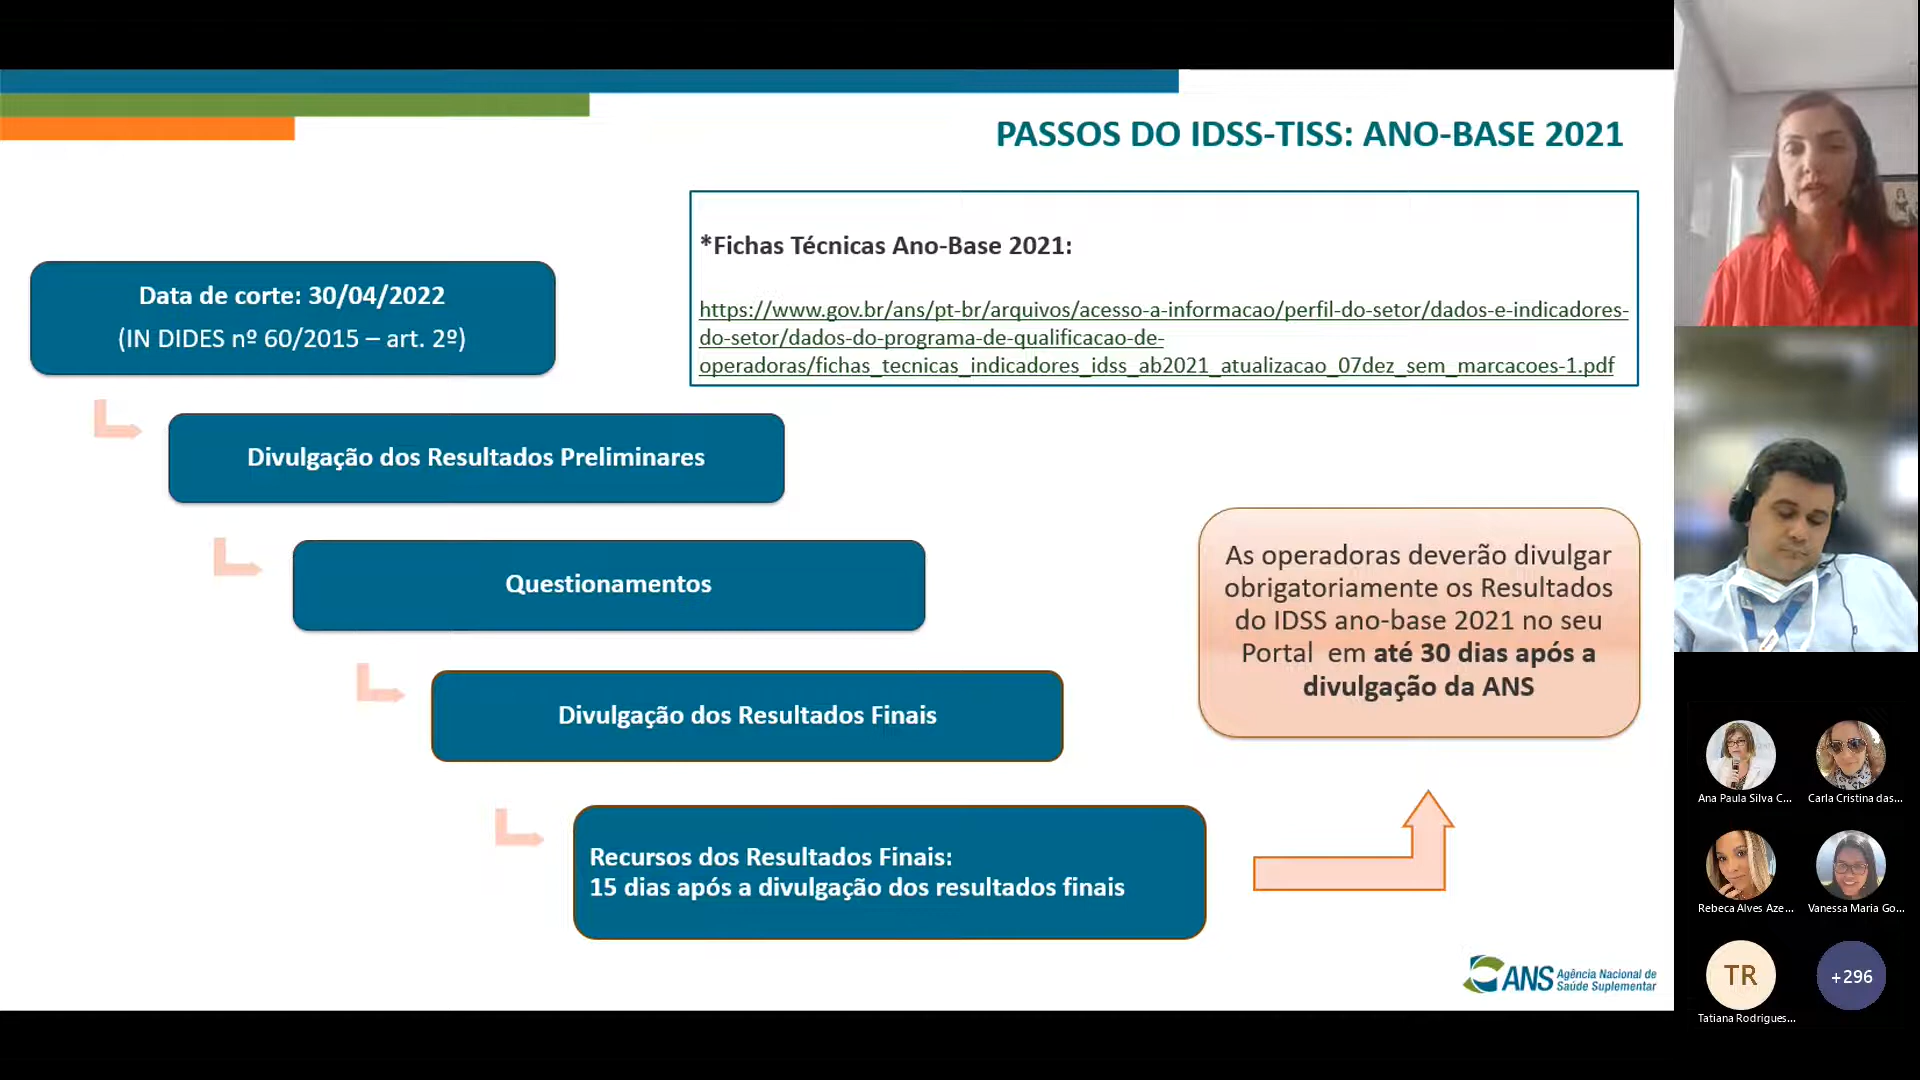 PASSOS DO IDSS-TISS: ANO-BASE 2021
*Fichas Técnicas Ano-Base 2021:
https://www.gov.br/ans/pt-br/arquivos/acesso-a-informacao/perfil-do-setor/dados-e-indicadores-
do-setor/dados-do-programa-de-qualificacao-de-
operadoras/fichas_tecnicas_indicadores_idss_ab2021_atualizacao_07dez_sem_marcacoes-1.pdf
Data de corte: 30/04/2022
(IN DIDES nº 60/2015 – art. 2º)
Divulgação dos Resultados Preliminares
Questionamentos
Divulgação dos Resultados Finais
Recursos dos Resultados Finais:
15 dias após a divulgação dos resultados finais
As operadoras deverão divulgar
obrigatoriamente os Resultados
do IDSS ano-base 2021 no seu
Portal em até 30 dias após a
divulgação da ANS
ANS Agência Nacional de
Saúde Suplementar
Ana Paula Silva C...
Carla Cristina das...
Rebeca Alves Aze...
Vanessa Maria Go...
TR
+296
Tatiana Rodrigues...